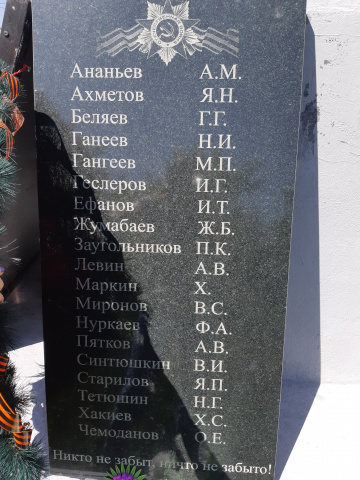 Ананьев А.М.
Ахметов Я.Н.
Беляев Г.Г.
Ганеев Н.И.
Гангеев М.П.
Геслеров И.Г.
Ефанов И.Т.
Жумабаев Ж.Б.
Заугольников П.К.
Левин А.В.
Маркин Х.
Миронов В.С.
Нуркаев Ф.А.
Пятков А.В.
Синтюшкин В.И.
Старилов Я.П.
Тетюшин Н.Г.
Хакиев Х.С.
Чемоданов О.Е.
Никто не забыт, ничто не забыто!